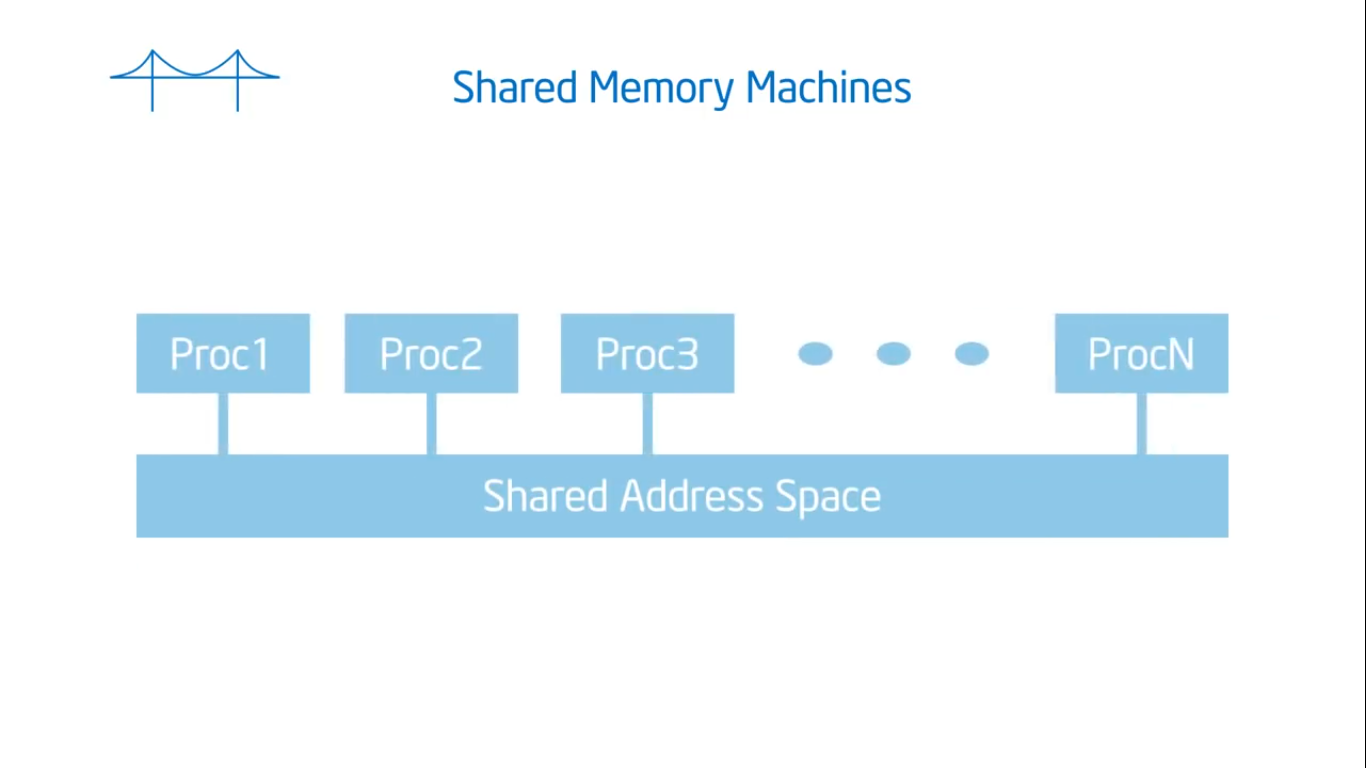 Shared Memory Machines
Proc1
Proc2
Proc3
ProcN
Shared Address Space